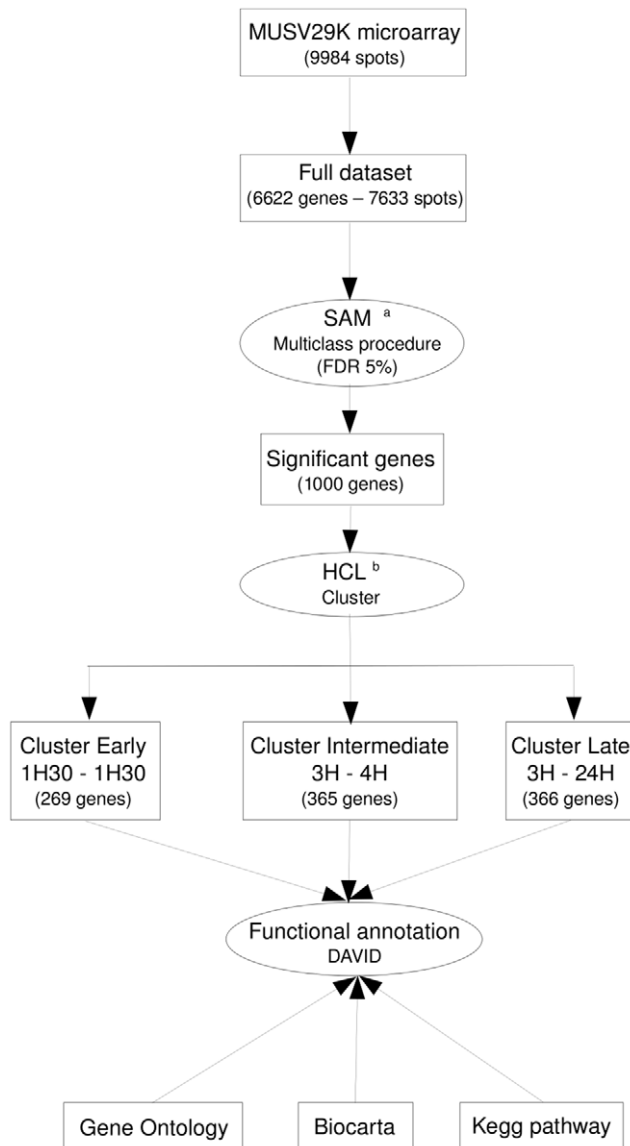 MUSV29K microarray
(9984 spots)
Full dataset
(6622 genes – 7633 spots)
SAM a
Multiclass procedure
(FDR 5%)
Significant genes
(1000 genes)
HCL b
Cluster
Cluster Early
1H30 - 1H30
(269 genes)
Cluster Intermediate
3H - 4H
(365 genes)
Cluster Late
3H - 24H
(366 genes)
Functional annotation
DAVID
Gene Ontology
Biocarta
Kegg pathway